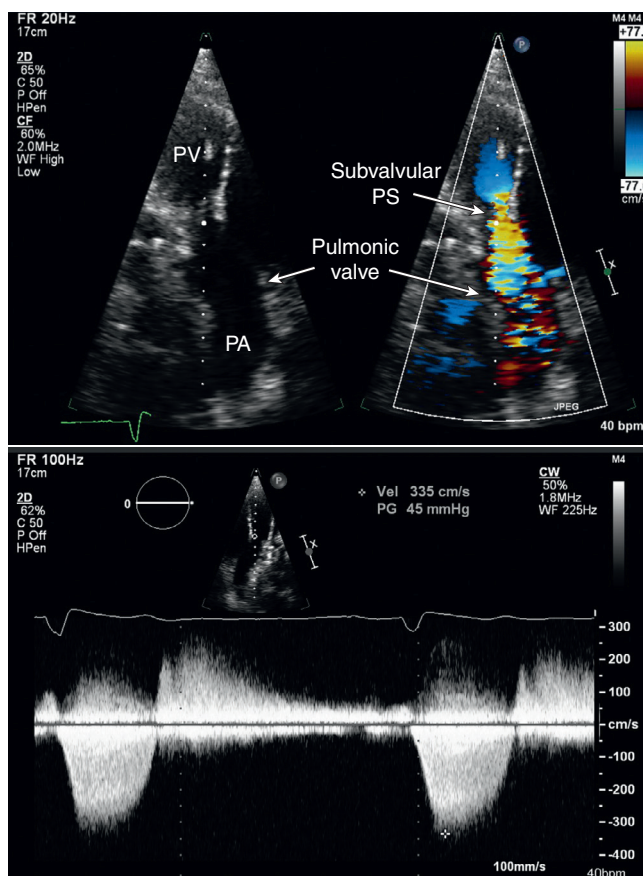 FR 20Hz
17cm
2D
65%
C 50
P Off
HPen
CF
60%
2.0MHz
WF High
Low
PV
PA
Subvalvular
PS
Pulmonic
valve
P
M4 M4
+77.
-77.
cm/s
X
JPEG
40 bpm
FR 100Hz
17cm
2D
62%
C 50
P Off
HPen
0
P
X
Vel 335 cm/s
PG 45 mmHg
CW
50%
1.8MHz
WF 225Hz
M4
300
200
100
cm/s
-100
-200
-300
-400
100mm/s
40bpm